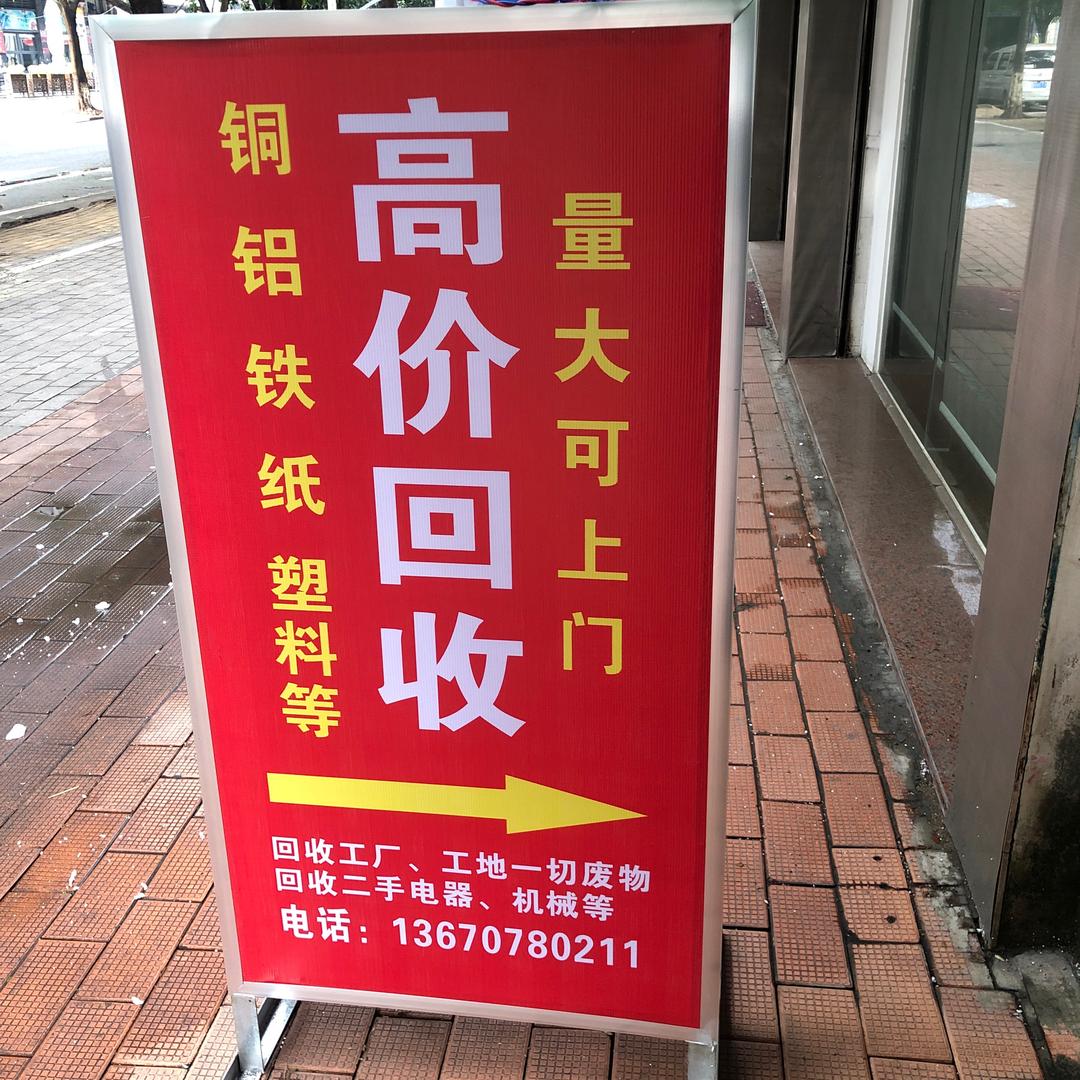 高价回收
铜铝铁纸塑料等
量大可上门
回收工厂、工地一切废物
回收二手电器、机械等
电话：13670780211